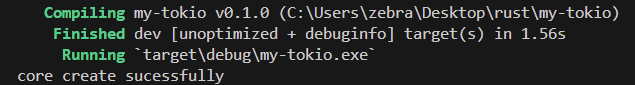 Compiling my-tokio v0.1.0 (C:\Users\zebra\Desktop\rust\my-tokio)
Finished dev [unoptimized + debuginfo] target(s) in 1.56s
Running `target\debug\my-tokio.exe`
core create sucessfully